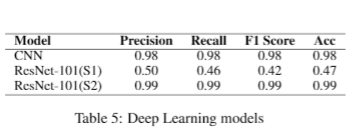 Model Precision Recall F1 Score Acc
CNN 0.98 0.98 0.98 0.98
ResNet-101(S1) 0.50 0.46 0.42 0.47
ResNet-101(S2) 0.99 0.99 0.99 0.99
Table 5: Deep Learning models